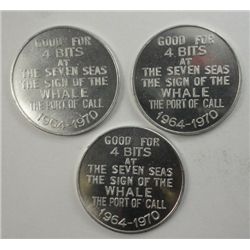 GOOD FOR
4 BITS
AT
THE SEVEN SEAS
THE SIGN OF THE
WHALE
THE PORT OF CALL
1964-1970
GOOD FOR
4 BITS
AT
THE SEVEN SEAS
THE SIGN OF THE
WHALE
THE PORT OF CALL
1964-1970
GOOD FOR
4 BITS
AT
THE SEVEN SEAS
THE SIGN OF THE
WHALE
THE PORT OF CALL
1964-1970